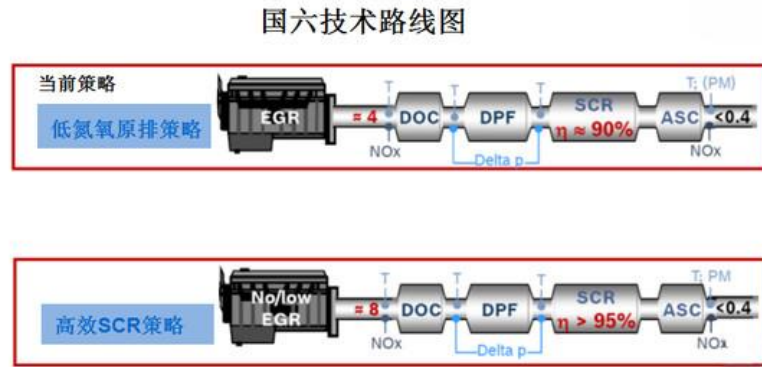 国六技术路线图
当前策略
低氮氧原排策略
EGR
≈ 4
T
NOx
DOC
T
DPF
T
Delta p
SCR
η ≈ 90%
ASC
T; (PM)
<0.4
NOx
高效SCR策略
No/low
EGR
≈ 8
T
NOx
DOC
T
DPF
T
Delta p
SCR
η > 95%
ASC
T; PM
<0.4
NOx